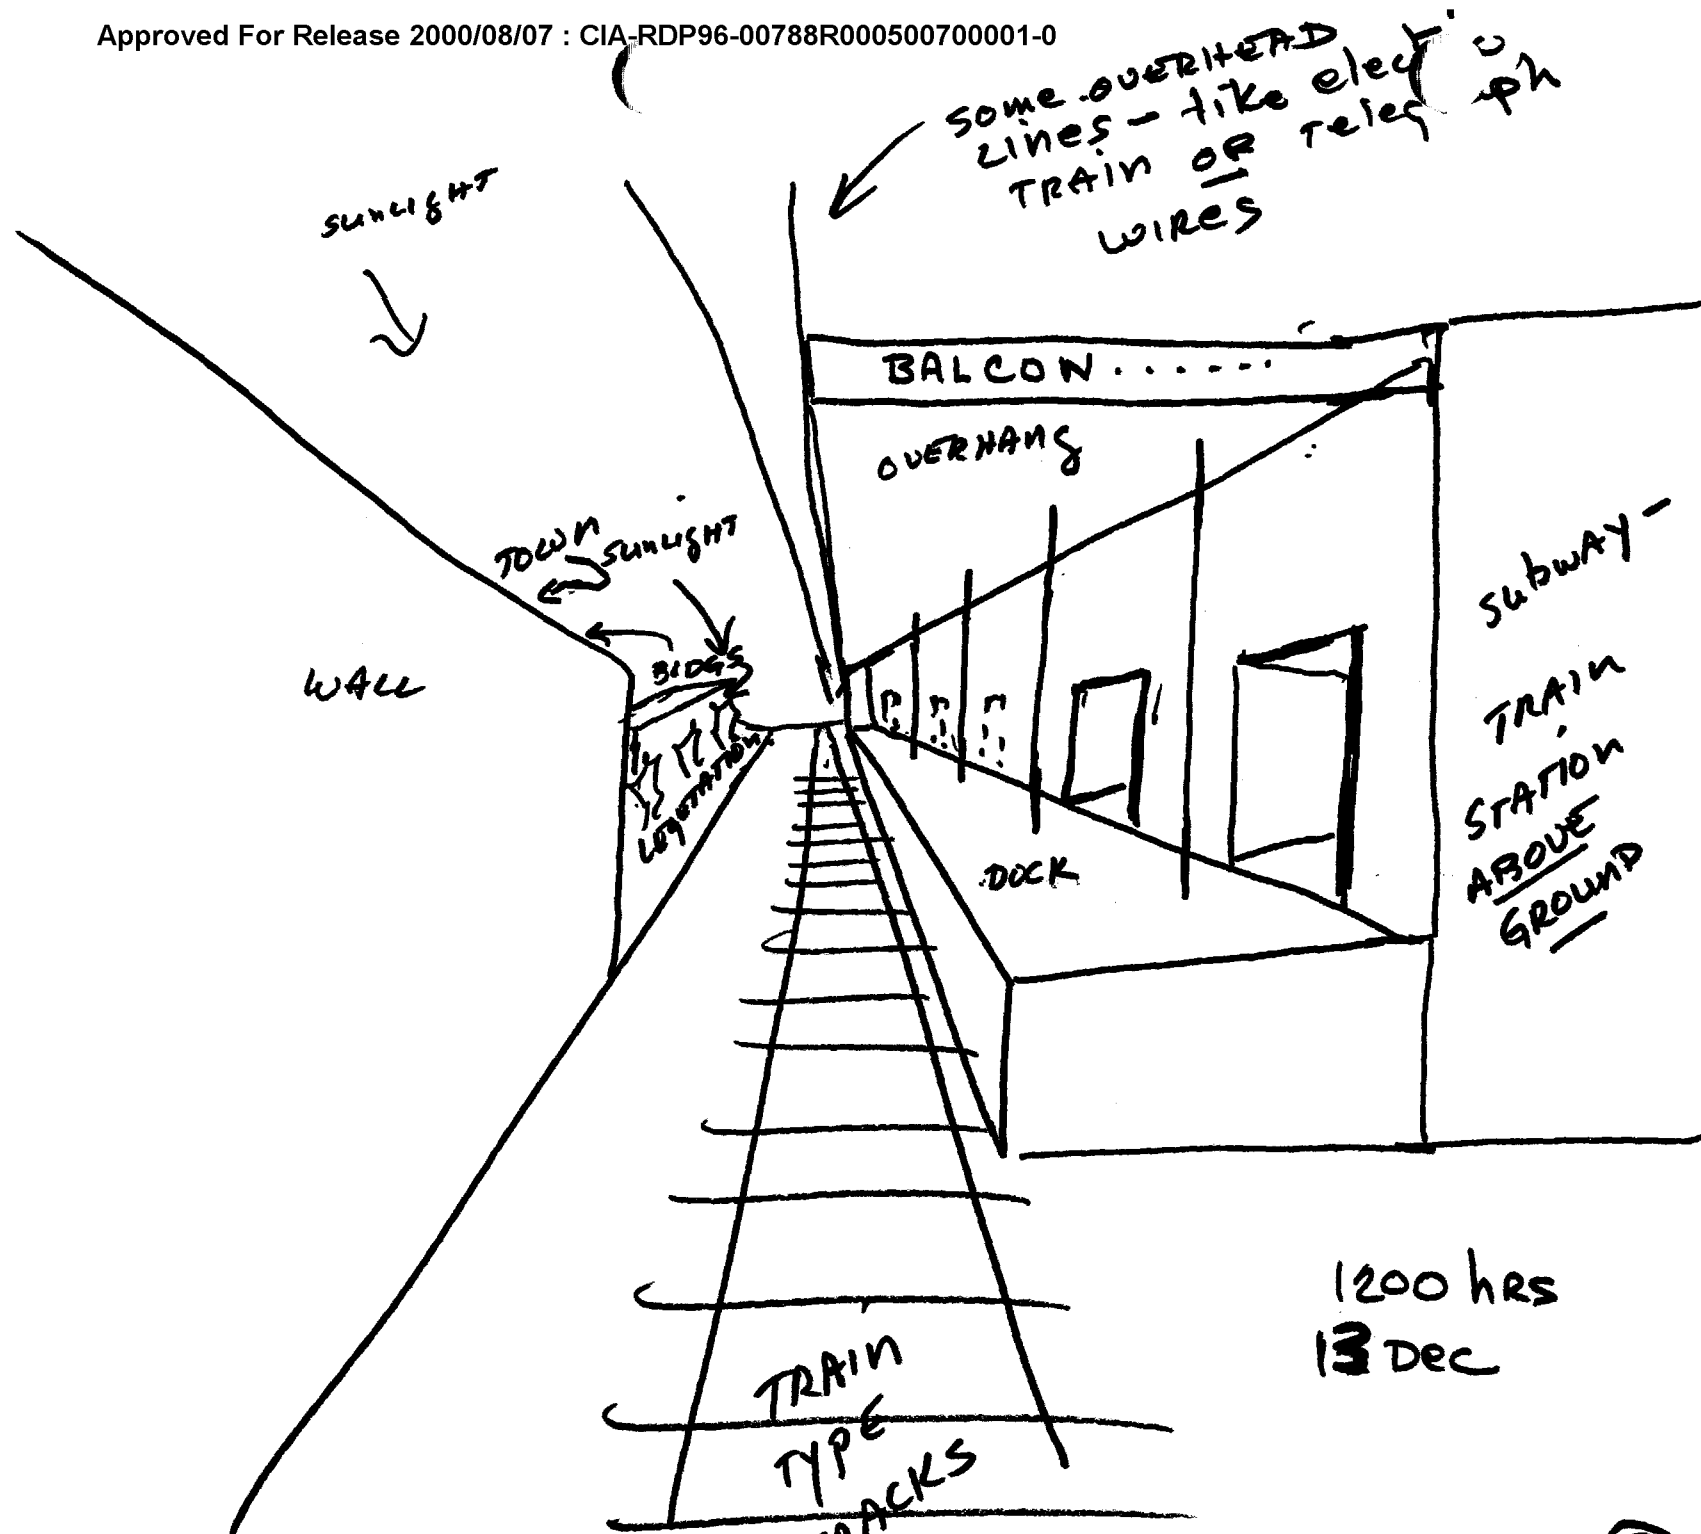 Approved For Release 2000/08/07 : CIA-RDP96-00788R000500700001-0
SOME OVERHEAD
LINES - like
TRAIN OR
WIRES
SUNLIGHT
BALCON.......
OVERHANG
TOWN
SUNLIGHT
BLDGS
WALL
VEGETATION
DOCK
SUBWAY -
TRAIN
STATION
ABOVE
GROUND
1200 hRS
13 Dec
TRAIN
TYPE